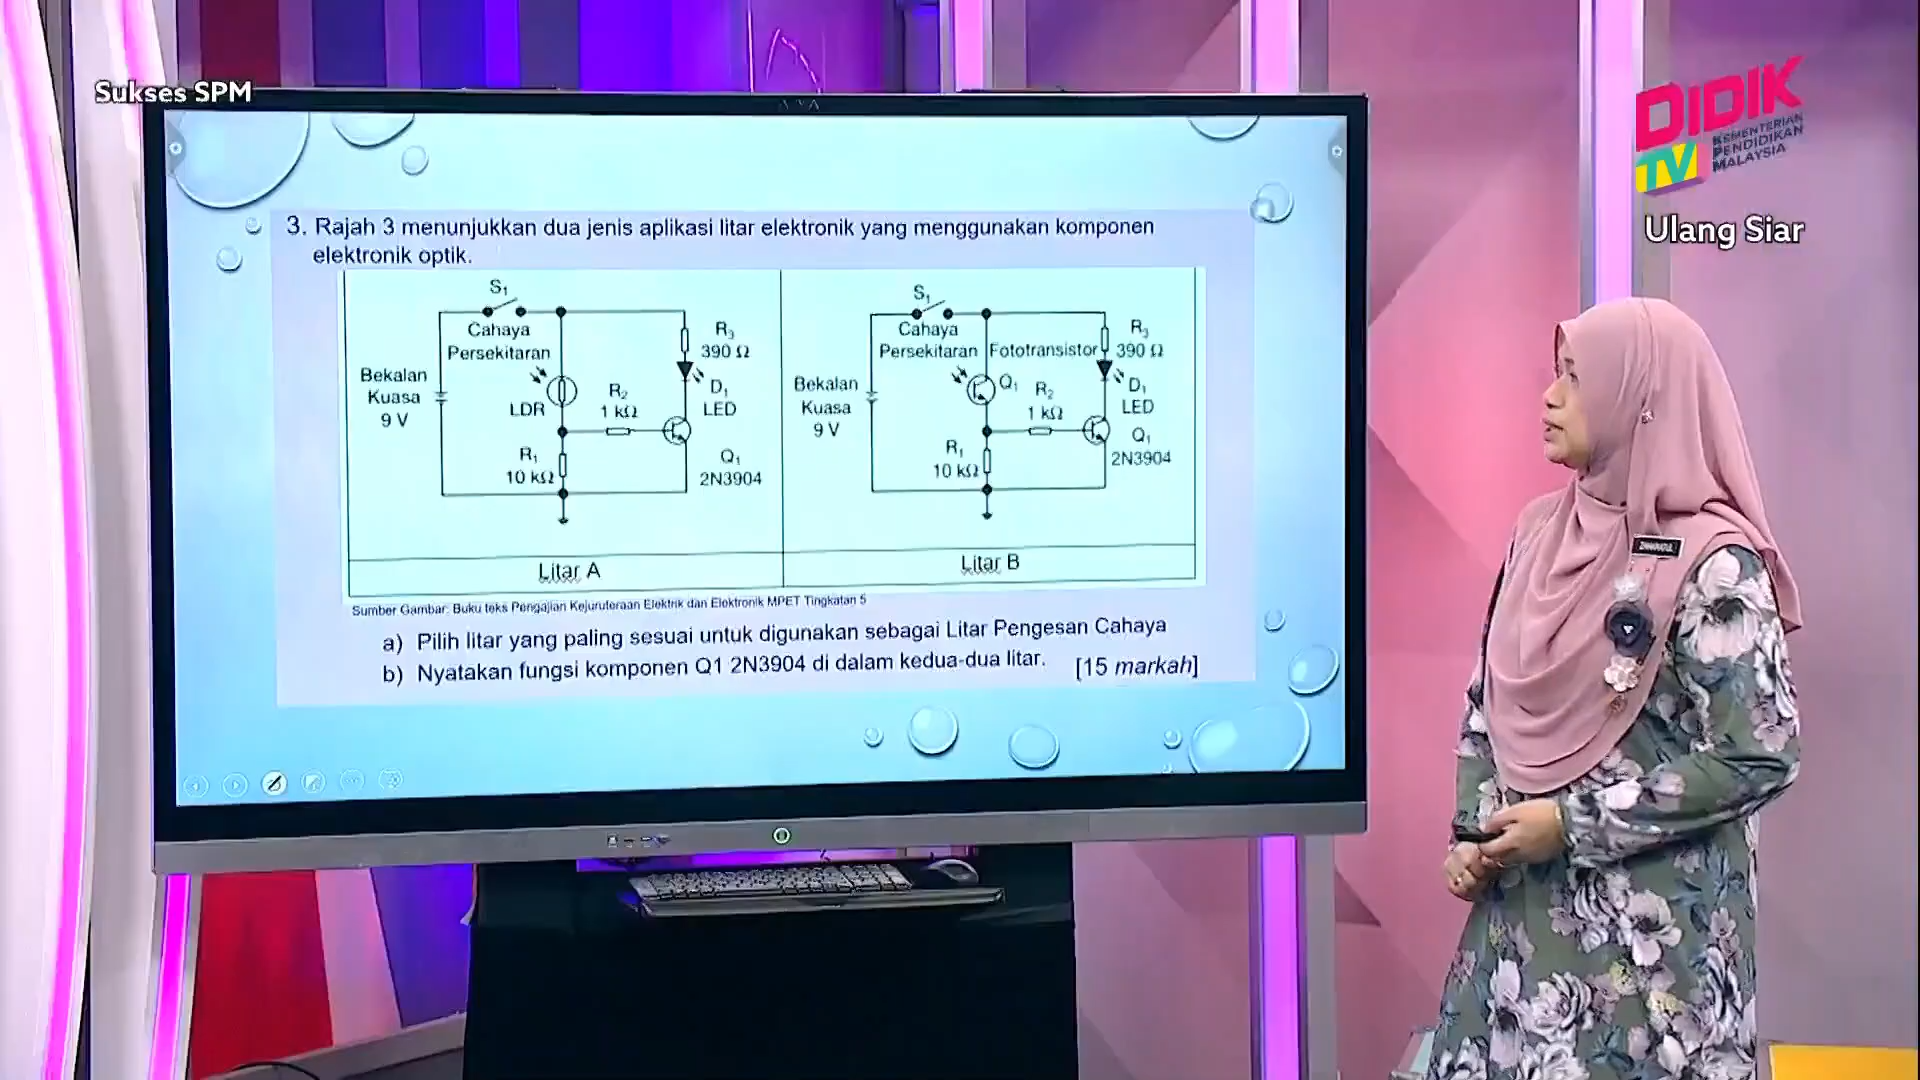 Sukses SPM
DIDIK
TV
KEMENTERIAN
PENDIDIKAN
MALAYSIA
Ulang Siar
3. Rajah 3 menunjukkan dua jenis aplikasi litar elektronik yang menggunakan komponen
elektronik optik.
S₁
Cahaya
Persekitaran
Bekalan
Kuasa
9 V
LDR
R₁
10 kΩ
R₂
1 kΩ
R₃
390 Ω
D₁
LED
Q₁
2N3904
Litar A
S₁
Cahaya
Persekitaran
Fototransistor
Bekalan
Kuasa
9 V
Q₁
R₁
10 kΩ
R₂
1 kΩ
R₃
390 Ω
D₁
LED
Q₁
2N3904
Litar B
Sumber Gambar: Buku teks Pengajian Kejuruteraan Elektrik dan Elektronik MPET Tingkatan 5
a) Pilih litar yang paling sesuai untuk digunakan sebagai Litar Pengesan Cahaya
b) Nyatakan fungsi komponen Q1 2N3904 di dalam kedua-dua litar. [15 markah]